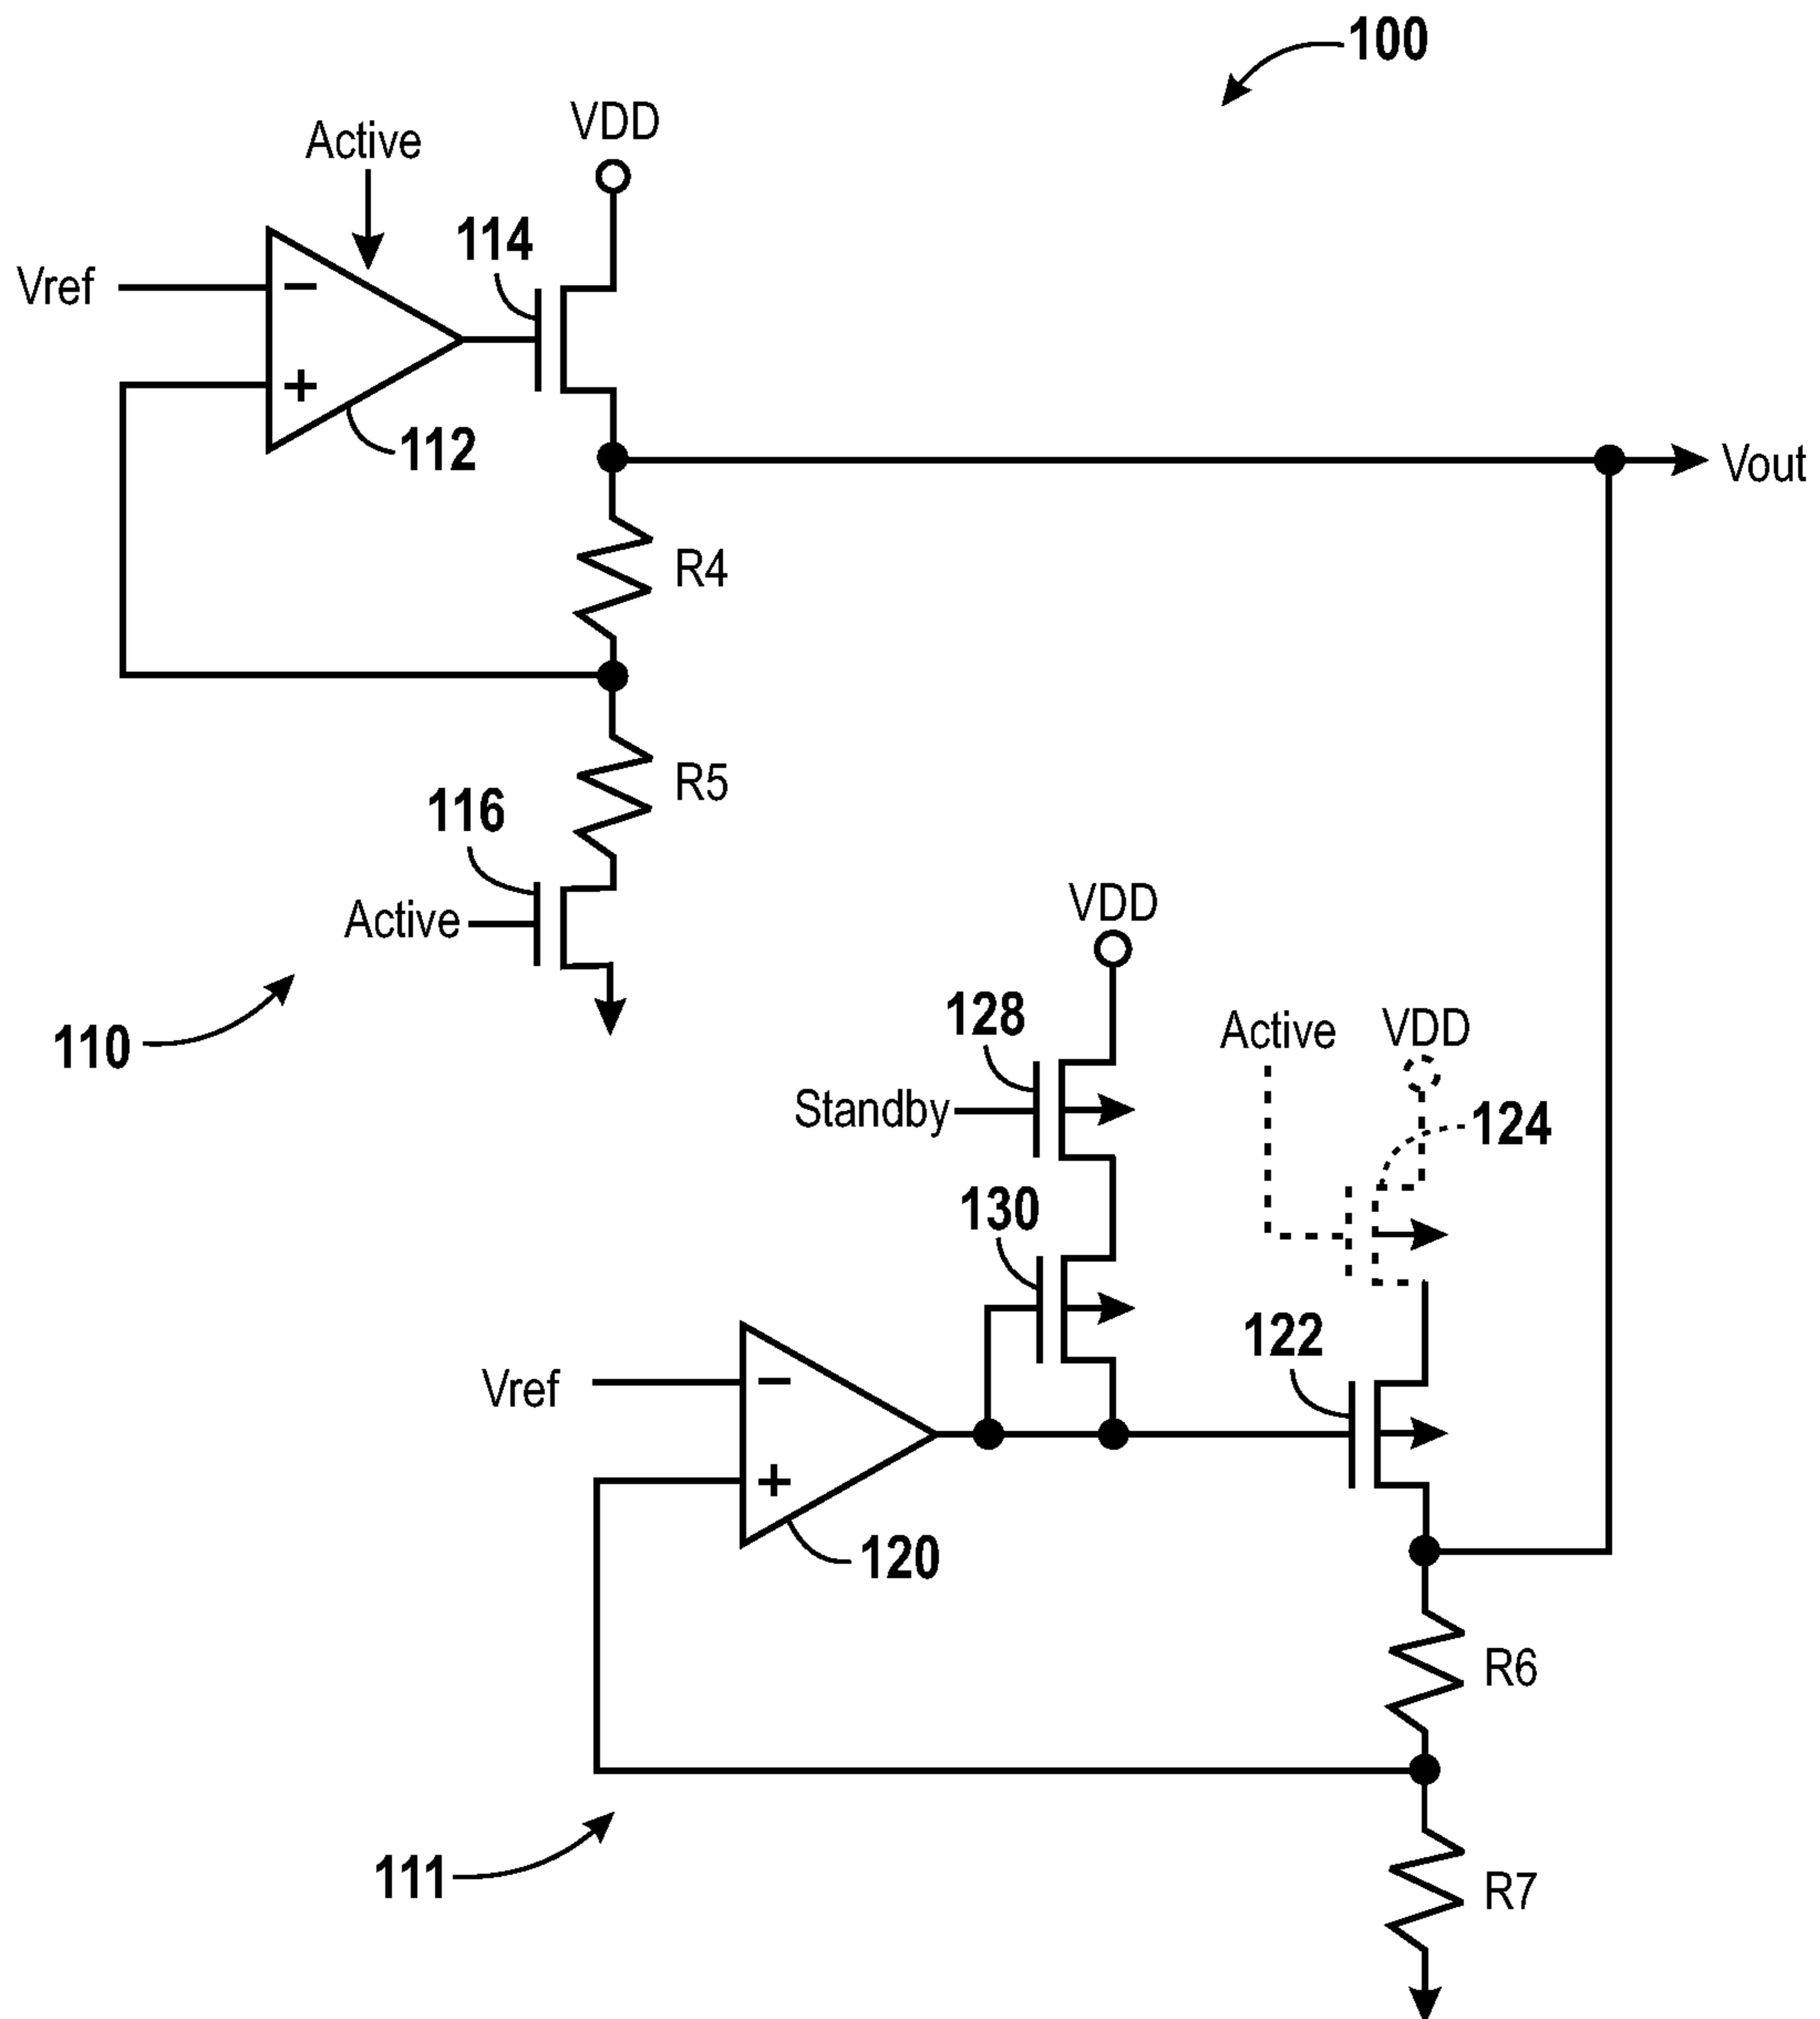 100
VDD
Active
114
Vref
−
+
112
Vout
R4
R5
116
Active
VDD
110
128
Active
VDD
Standby
124
130
122
Vref
−
+
120
R6
111
R7